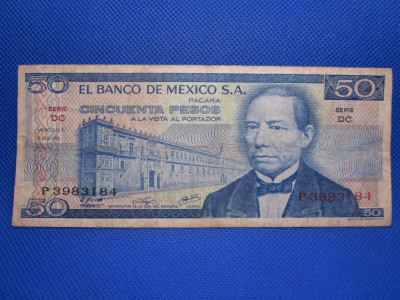 50 EL BANCO DE MEXICO S.A. 50
PAGARA
SERIE DC CINCUENTA PESOS SERIE DC
A LA VISTA AL PORTADOR
P3983184 P3983184
50 50